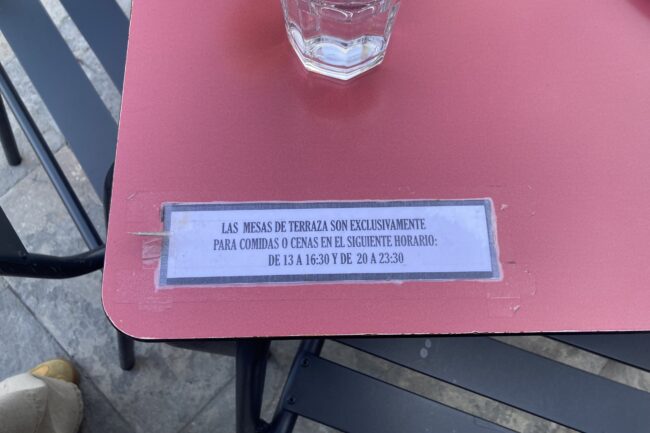 LAS MESAS DE TERRAZA SON EXCLUSIVAMENTE
PARA COMIDAS O CENAS EN EL SIGUIENTE HORARIO:
DE 13 A 16:30 Y DE 20 A 23:30